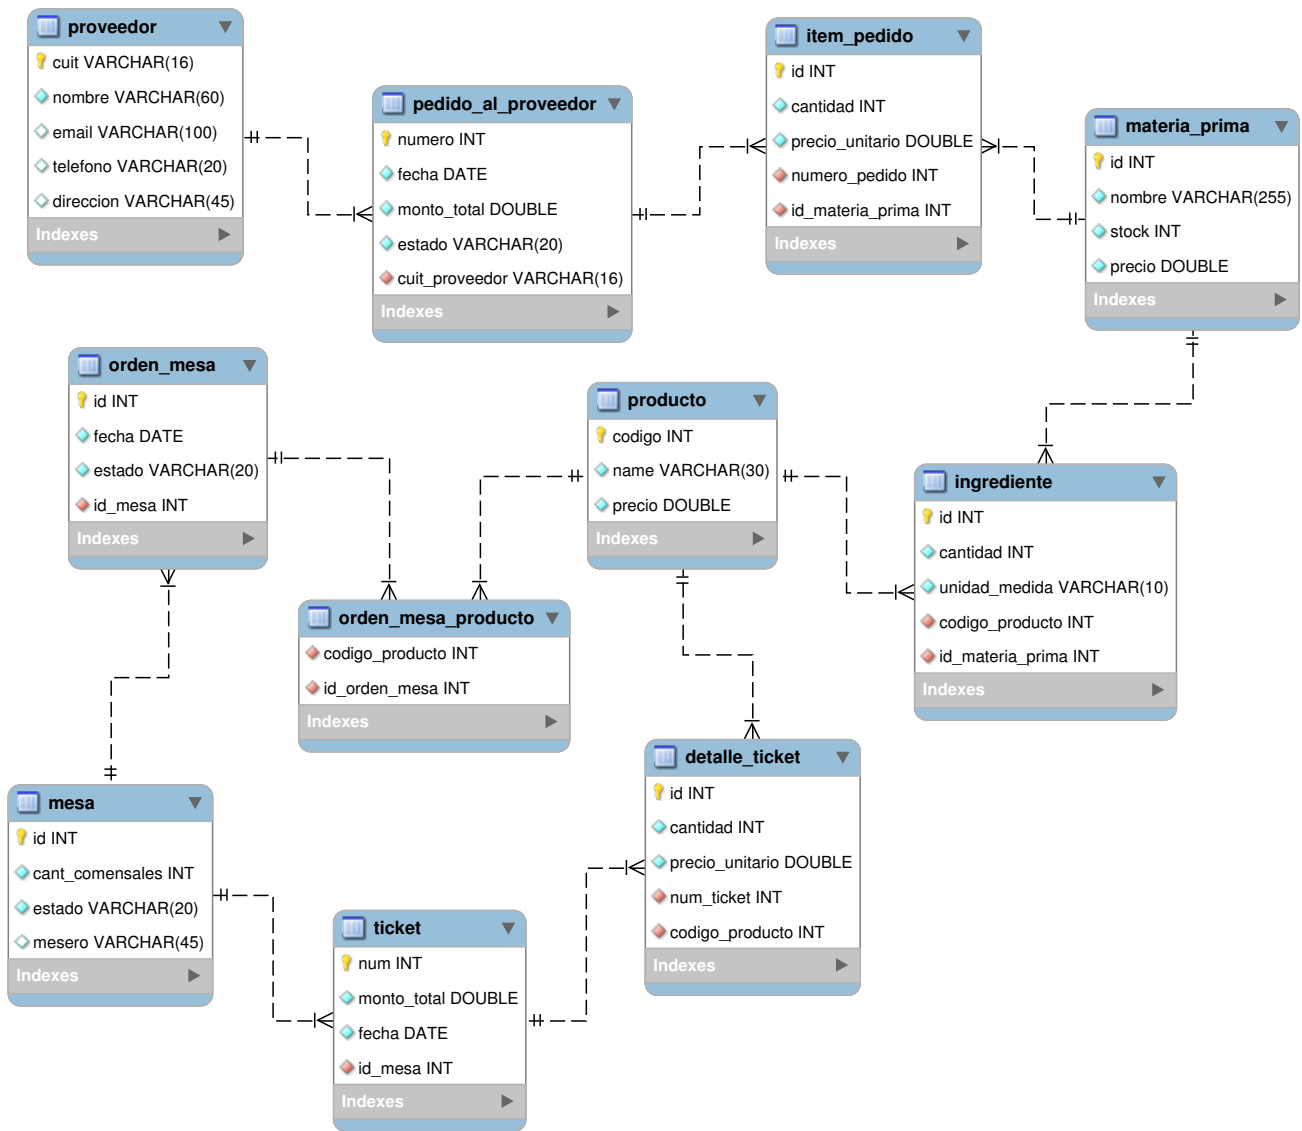 proveedor
cuit VARCHAR(16)
nombre VARCHAR(60)
email VARCHAR(100)
telefono VARCHAR(20)
direccion VARCHAR(45)
Indexes
pedido_al_proveedor
numero INT
fecha DATE
monto_total DOUBLE
estado VARCHAR(20)
cuit_proveedor VARCHAR(16)
Indexes
item_pedido
id INT
cantidad INT
precio_unitario DOUBLE
numero_pedido INT
id_materia_prima INT
Indexes
materia_prima
id INT
nombre VARCHAR(255)
stock INT
precio DOUBLE
Indexes
orden_mesa
id INT
fecha DATE
estado VARCHAR(20)
id_mesa INT
Indexes
producto
codigo INT
name VARCHAR(30)
precio DOUBLE
Indexes
ingrediente
id INT
cantidad INT
unidad_medida VARCHAR(10)
codigo_producto INT
id_materia_prima INT
Indexes
orden_mesa_producto
codigo_producto INT
id_orden_mesa INT
Indexes
detalle_ticket
id INT
cantidad INT
precio_unitario DOUBLE
num_ticket INT
codigo_producto INT
Indexes
mesa
id INT
cant_comensales INT
estado VARCHAR(20)
mesero VARCHAR(45)
Indexes
ticket
num INT
monto_total DOUBLE
fecha DATE
id_mesa INT
Indexes